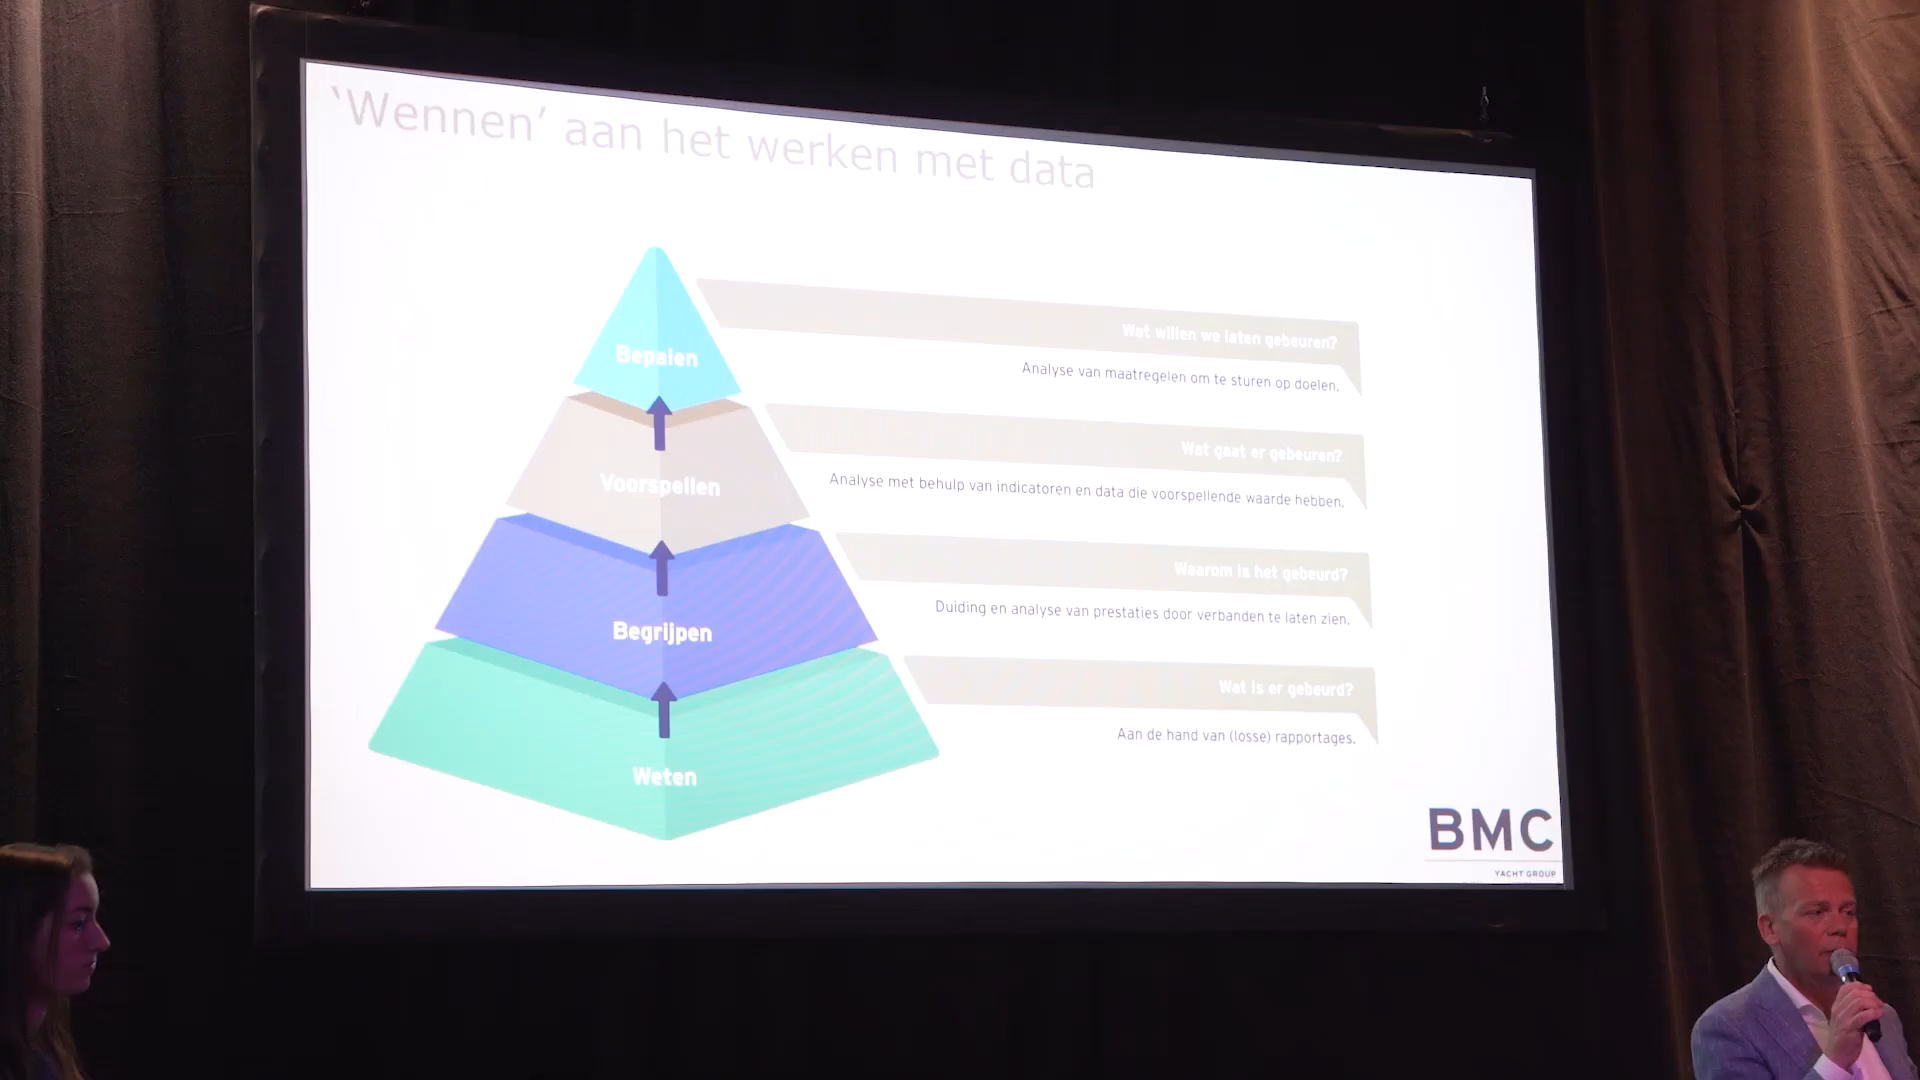 ‘Wennen’ aan het werken met data
Bepalen
Wat willen we laten gebeuren?
Analyse van maatregelen om te sturen op doelen.
Voorspellen
Wat gaat er gebeuren?
Analyse met behulp van indicatoren en data die voorspellende waarde hebben.
Begrijpen
Waarom is het gebeurd?
Duiding en analyse van prestaties door verbanden te laten zien.
Weten
Wat is er gebeurd?
Aan de hand van (losse) rapportages.
BMC
YACHT GROUP